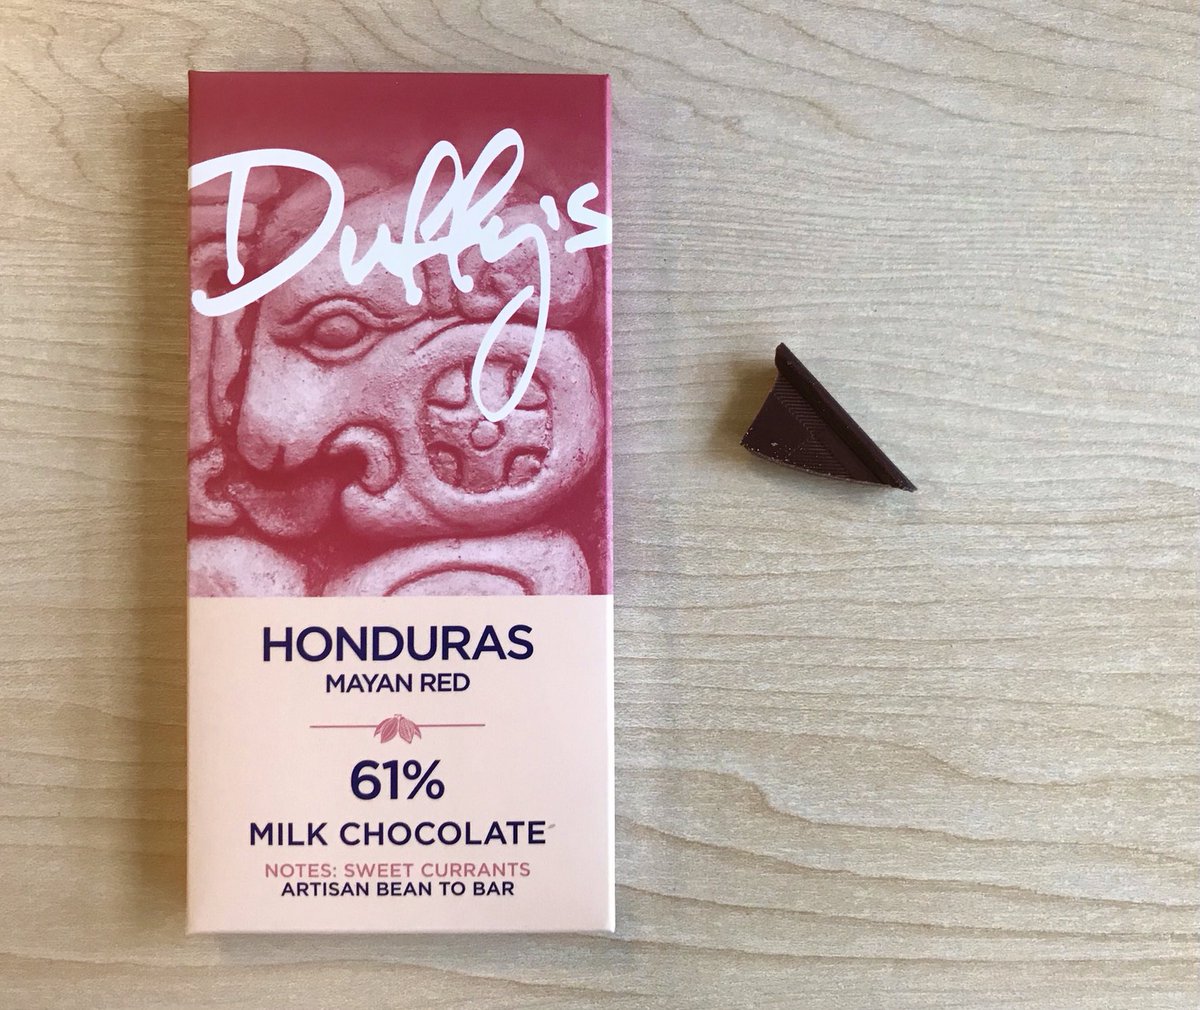 Duffy's
HONDURAS
MAYAN RED
61%
MILK CHOCOLATE
NOTES: SWEET CURRANTS
ARTISAN BEAN TO BAR